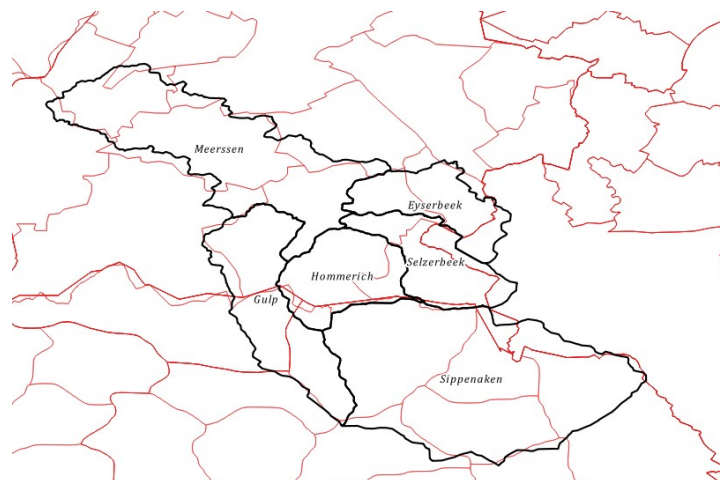 Meerssen
Eyserbeek
Selzerbeek
Hommerich
Gulp
Sippenaken